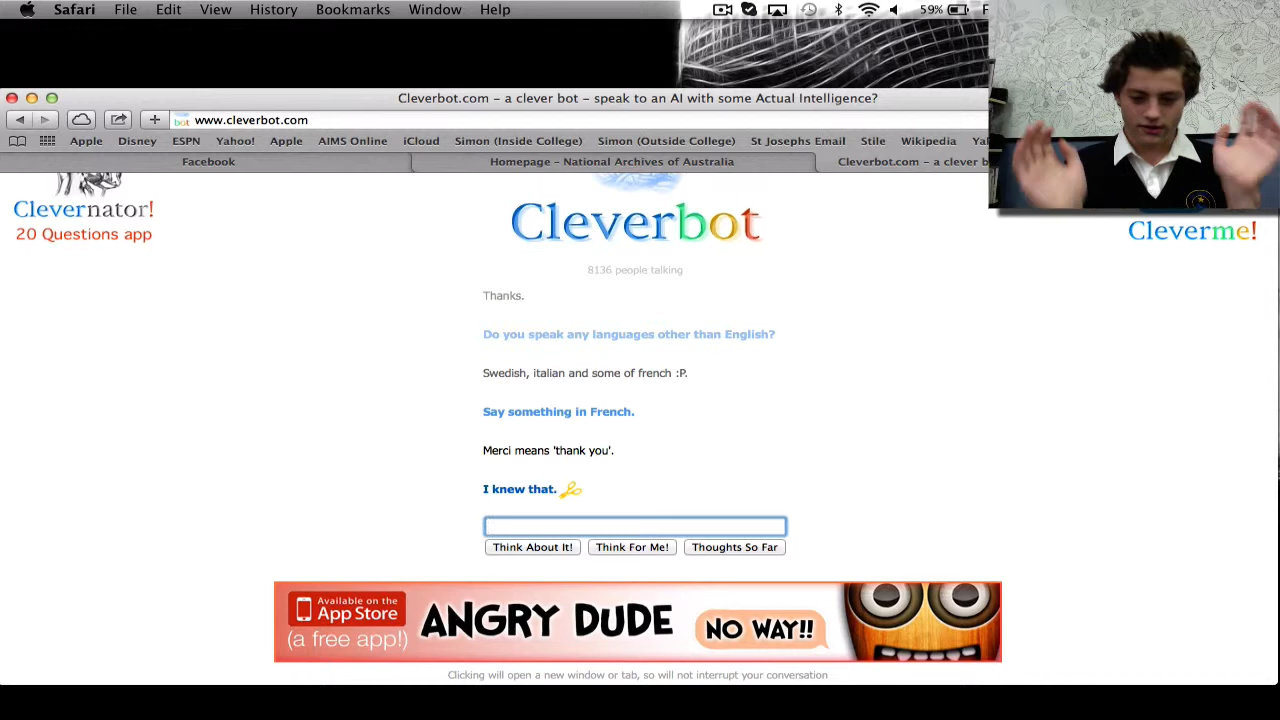 Safari File Edit View History Bookmarks Window Help 59%
Cleverbot.com – a clever bot – speak to an AI with some Actual Intelligence?
bot www.cleverbot.com
Apple Disney ESPN Yahoo! Apple AIMS Online iCloud Simon (Inside College) Simon (Outside College) St Josephs Email Stile Wikipedia
Facebook Homepage – National Archives of Australia Cleverbot.com – a clever b
Clevernator!
20 Questions app
Cleverbot
Cleverme!
8136 people talking
Thanks.
Do you speak any languages other than English?
Swedish, italian and some of french :P.
Say something in French.
Merci means 'thank you'.
I knew that.
Think About It! Think For Me! Thoughts So Far
Available on the
App Store
(a free app!)
ANGRY DUDE
NO WAY!!
Clicking will open a new window or tab, so will not interrupt your conversation